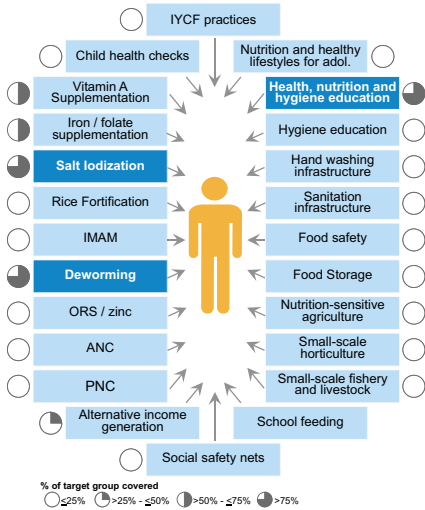 IYCF practices
Child health checks
Nutrition and healthy
lifestyles for adol.
Vitamin A
Supplementation
Health, nutrition and
hygiene education
Iron / folate
supplementation
Hygiene education
Salt Iodization
Hand washing
infrastructure
Rice Fortification
Sanitation
infrastructure
IMAM
Food safety
Deworming
Food Storage
ORS / zinc
Nutrition-sensitive
agriculture
ANC
Small-scale
horticulture
PNC
Small-scale fishery
and livestock
Alternative income
generation
School feeding
Social safety nets
% of target group covered
≤25% >25% - ≤50% >50% - ≤75% >75%